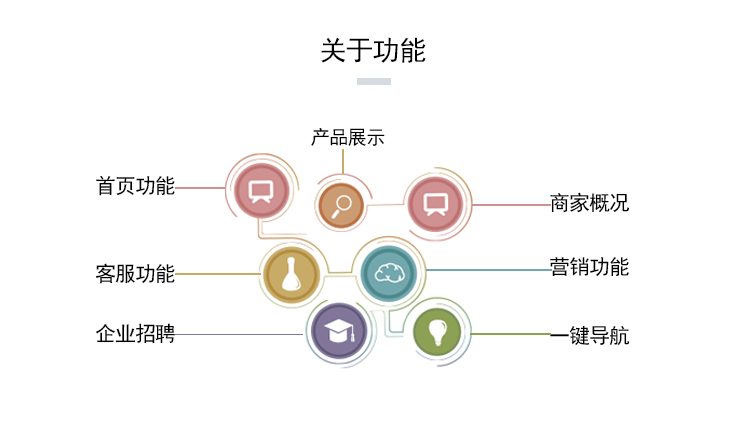 关于功能
产品展示
首页功能
商家概况
客服功能
营销功能
企业招聘
一键导航